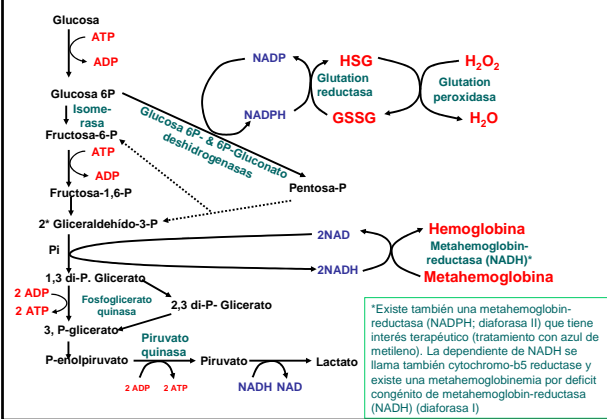 Glucosa
ATP
ADP
NADP
HSG
H2O2
Glutation
reductasa
Glutation
peroxidasa
Glucosa 6P
NADPH
GSSG
H2O
Isome-
rasa
Glucosa 6P- & 6P-Gluconato
deshidrogenasas
Fructosa-6-P
ATP
ADP
Pentosa-P
Fructosa-1,6-P
2* Gliceraldehído-3-P
2NAD
Hemoglobina
Pi
Metahemoglobin-
reductasa (NADH)*
2NADH
Metahemoglobina
1,3 di-P. Glicerato
2 ADP
2 ATP
Fosfoglicerato
quinasa
2,3 di-P- Glicerato
3, P-glicerato
Piruvato
quinasa
P-enolpiruvato
Piruvato
Lactato
2 ADP
2 ATP
NADH NAD
*Existe también una metahemoglobin-
reductasa (NADPH; diaforasa II) que tiene
interés terapéutico (tratamiento con azul de
metileno). La dependiente de NADH se
llama también cytochromo-b5 reductase y
existe una metahemoglobinemia por deficit
congénito de metahemoglobin-reductasa
(NADH) (diaforasa I)